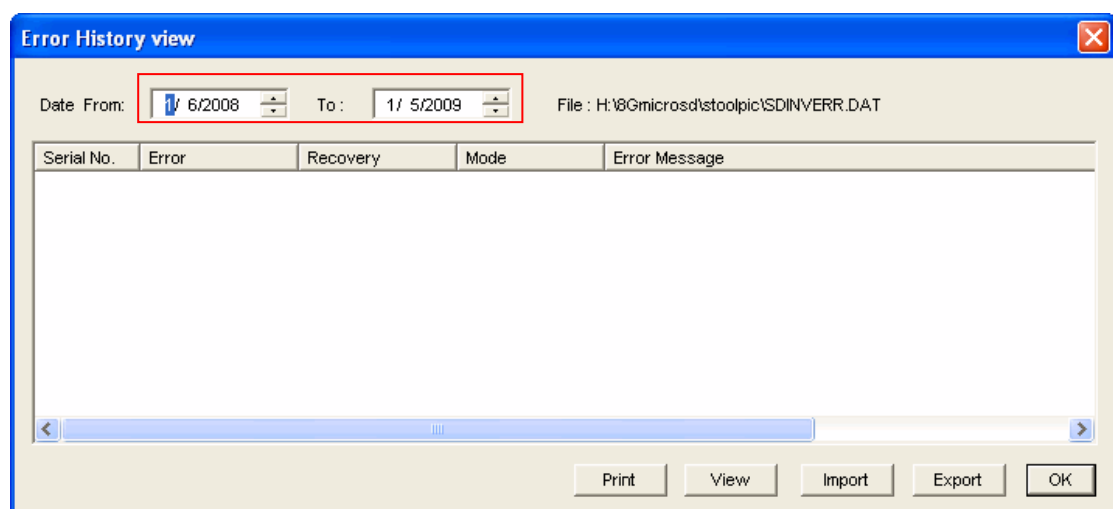 Error History view
Date From: 1/ 6/2008 To : 1/ 5/2009 File : H:\8Gmicrosd\stoolpic\SDINVERR.DAT
Serial No. Error Recovery Mode Error Message
Print View Import Export OK